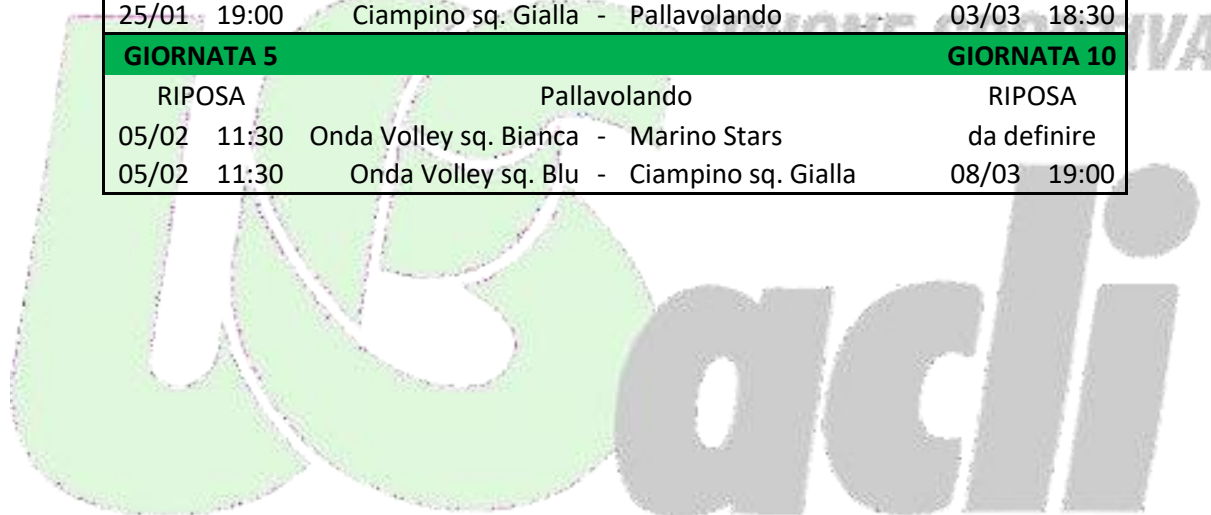 25/01 19:00 Ciampino sq. Gialla - Pallavolando 03/03 18:30
GIORNATA 5 GIORNATA 10
RIPOSA Pallavolando RIPOSA
05/02 11:30 Onda Volley sq. Bianca - Marino Stars da definire
05/02 11:30 Onda Volley sq. Blu - Ciampino sq. Gialla 08/03 19:00
US acli